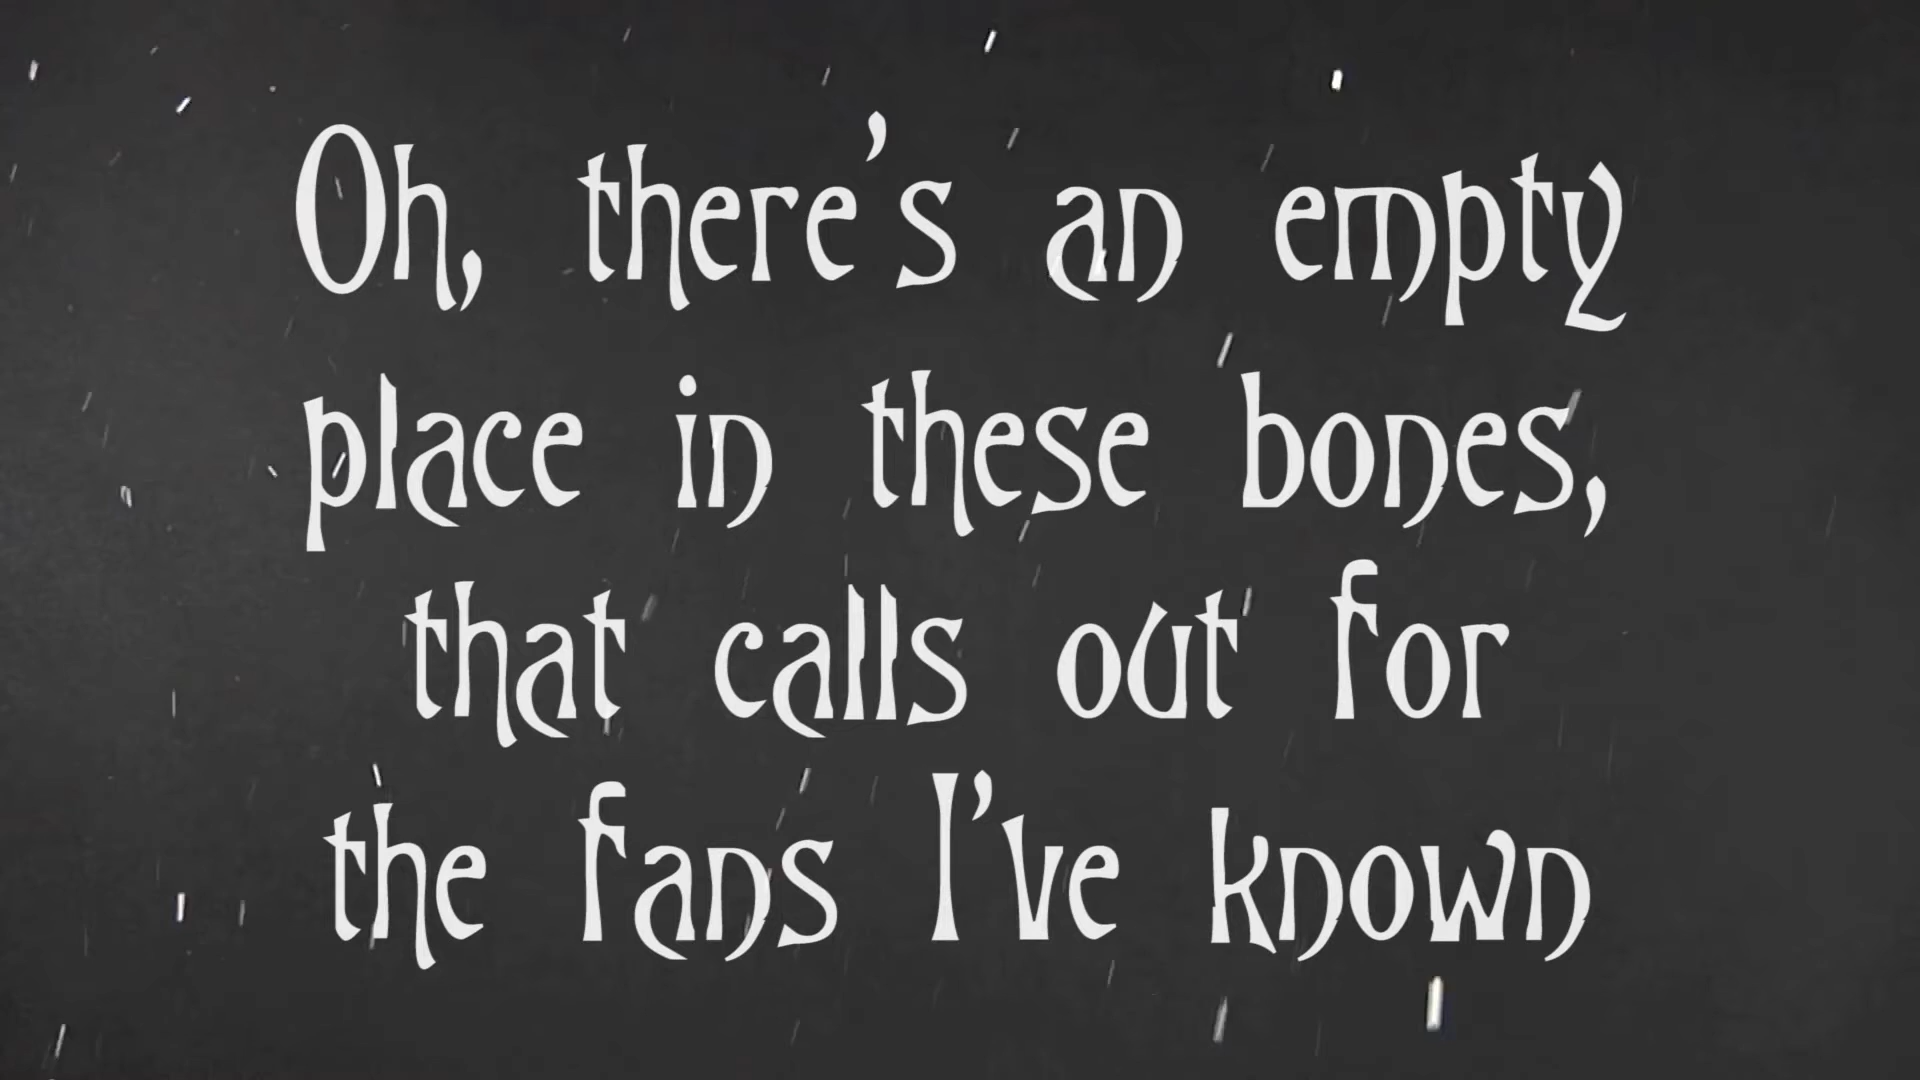 Oh, there's an empty
place in these bones,
that calls out for
the fans I've known